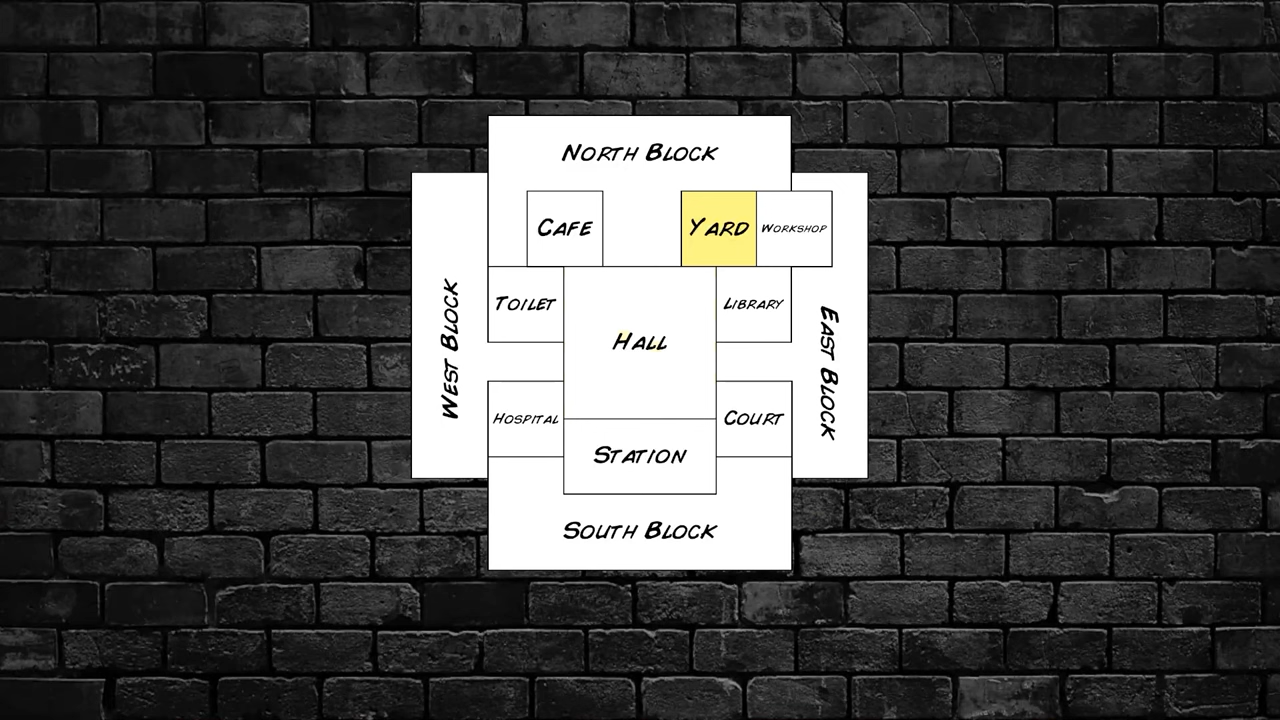 North Block
Cafe
Yard
Workshop
West Block
Toilet
Hall
Library
East Block
Hospital
Station
Court
South Block